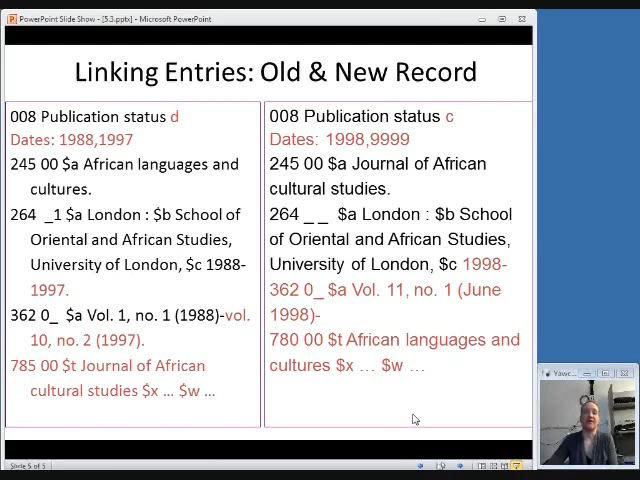 PowerPoint Slide Show - [5.3.pptx]
Linking Entries: Old & New Record
008 Publication status d
Dates: 1988,1997
245 00 $a African languages and
cultures.
264 _1 $a London : $b School of
Oriental and African Studies,
University of London, $c 1988-
1997.
362 0_ $a Vol. 1, no. 1 (1988)-vol.
10, no. 2 (1997).
785 00 $t Journal of African
cultural studies $x ... $w ...
008 Publication status c
Dates: 1998,9999
245 00 $a Journal of African
cultural studies.
264 _ _ $a London : $b School
of Oriental and African Studies,
University of London, $c 1998-
362 0_ $a Vol. 11, no. 1 (June
1998)-
780 00 $t African languages and
cultures $x ... $w ...
Slide 5 of 5